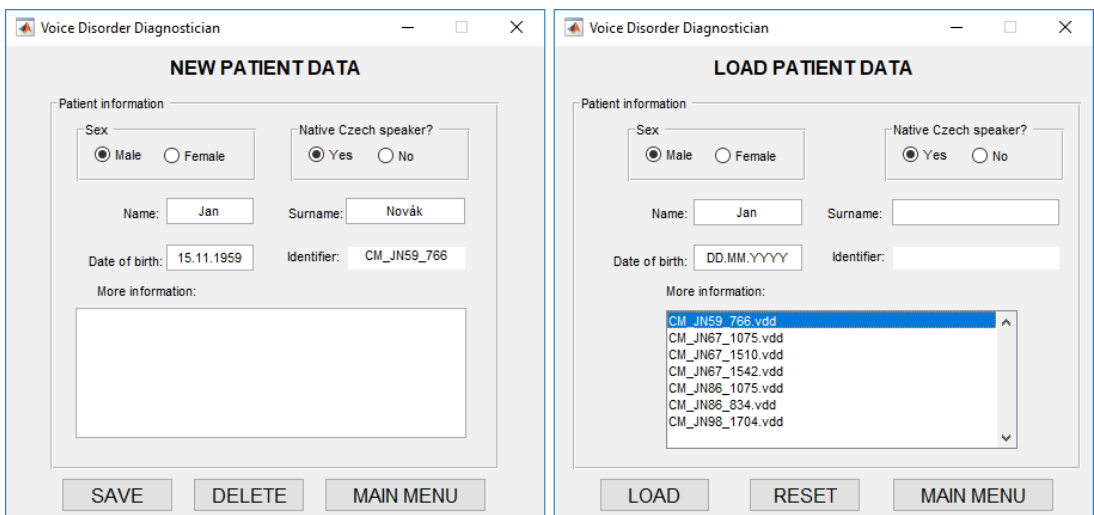 Voice Disorder Diagnostician
NEW PATIENT DATA
Patient information
Sex
Native Czech speaker?
Male Female
Yes No
Name: Jan Surname: Novák
Date of birth: 15.11.1959 Identifier: CM_JN59_766
More information:
SAVE DELETE MAIN MENU
Voice Disorder Diagnostician
LOAD PATIENT DATA
Patient information
Sex
Native Czech speaker?
Male Female
Yes No
Name: Jan Surname:
Date of birth: DD.MM.YYYY Identifier:
More information:
CM_JN59_766.vdd
CM_JN67_1075.vdd
CM_JN67_1510.vdd
CM_JN67_1542.vdd
CM_JN86_1075.vdd
CM_JN86_834.vdd
CM_JN98_1704.vdd
LOAD RESET MAIN MENU